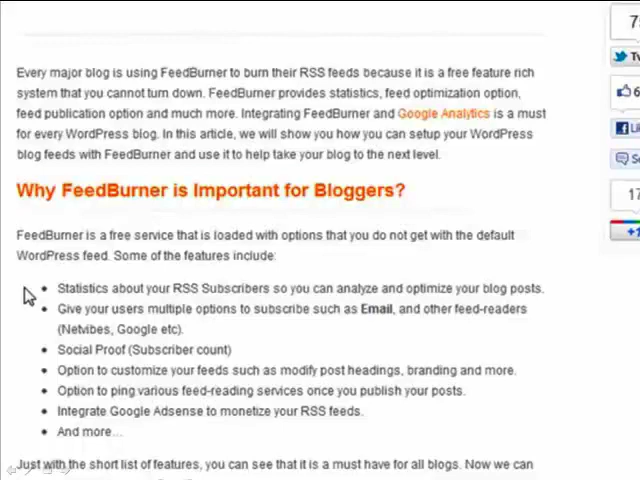 Every major blog is using FeedBurner to burn their RSS feeds because it is a free feature rich
system that you cannot turn down. FeedBurner provides statistics, feed optimization option,
feed publication option and much more. Integrating FeedBurner and Google Analytics is a must
for every WordPress blog. In this article, we will show you how you can setup your WordPress
blog feeds with FeedBurner and use it to help take your blog to the next level.
Why FeedBurner is Important for Bloggers?
FeedBurner is a free service that is loaded with options that you do not get with the default
WordPress feed. Some of the features include:
• Statistics about your RSS Subscribers so you can analyze and optimize your blog posts.
• Give your users multiple options to subscribe such as Email, and other feed-readers
(Netvibes, Google etc).
• Social Proof (Subscriber count)
• Option to customize your feeds such as modify post headings, branding and more.
• Option to ping various feed-reading services once you publish your posts.
• Integrate Google Adsense to monetize your RSS feeds.
• And more...
Just with the short list of features, you can see that it is a must have for all blogs. Now we can
7
Tw
6
Li
S
17
+1